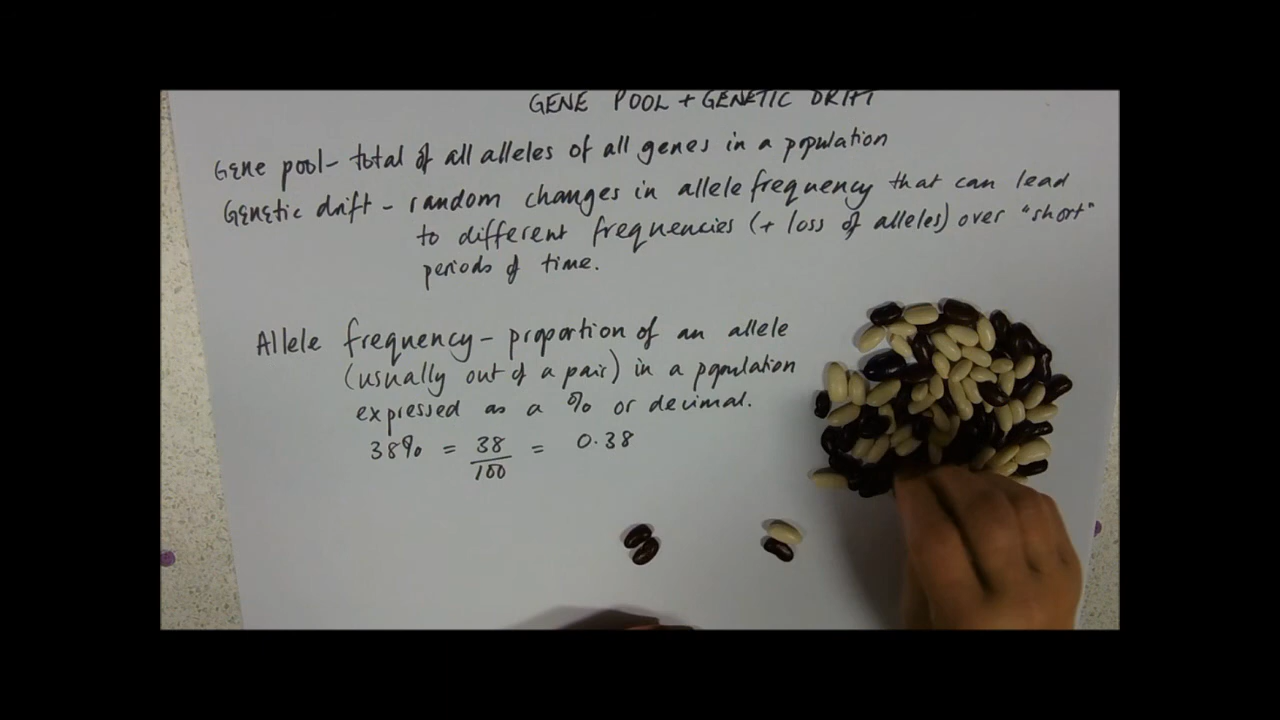 GENE POOL + GENETIC DRIFT
Gene pool - total of all alleles of all genes in a population
Genetic drift - random changes in allele frequency that can lead
to different frequencies (+ loss of alleles) over "short"
periods of time.
Allele frequency - proportion of an allele
(usually out of a pair) in a population
expressed as a % or decimal.
38% = 38/100 = 0.38